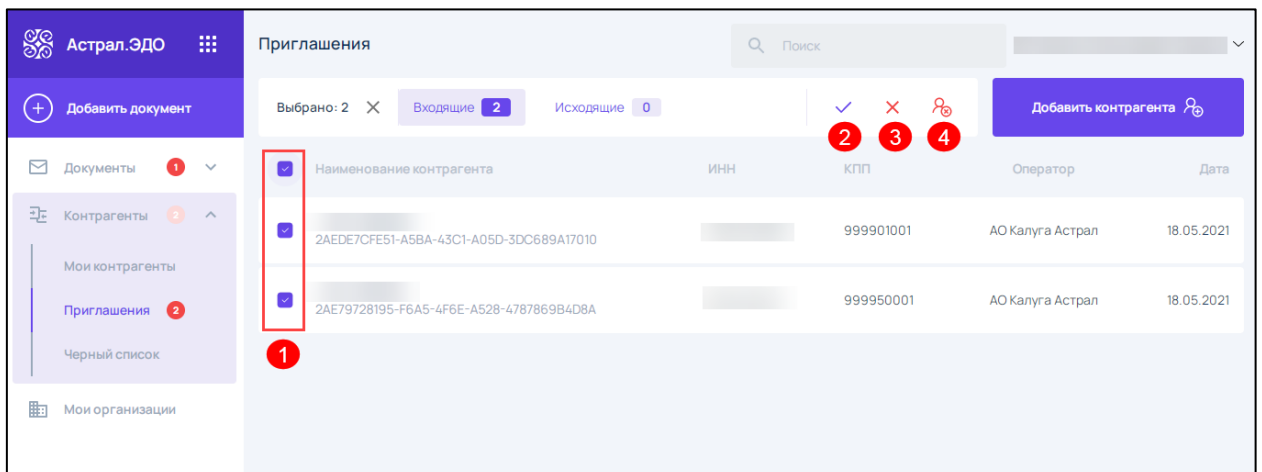 Астрал.ЭДО
Приглашения
Поиск
Добавить документ
Выбрано: 2
Входящие 2
Исходящие 0
2
3
4
Добавить контрагента
Документы 1
Наименование контрагента ИНН КПП Оператор Дата
Контрагенты 2
2AEDE7CFE51-A5BA-43C1-A05D-3DC689A17010 999901001 АО Калуга Астрал 18.05.2021
Мои контрагенты
Приглашения 2
2AE79728195-F6A5-4F6E-A528-4787869B4D8A 999950001 АО Калуга Астрал 18.05.2021
1
Черный список
Мои организации